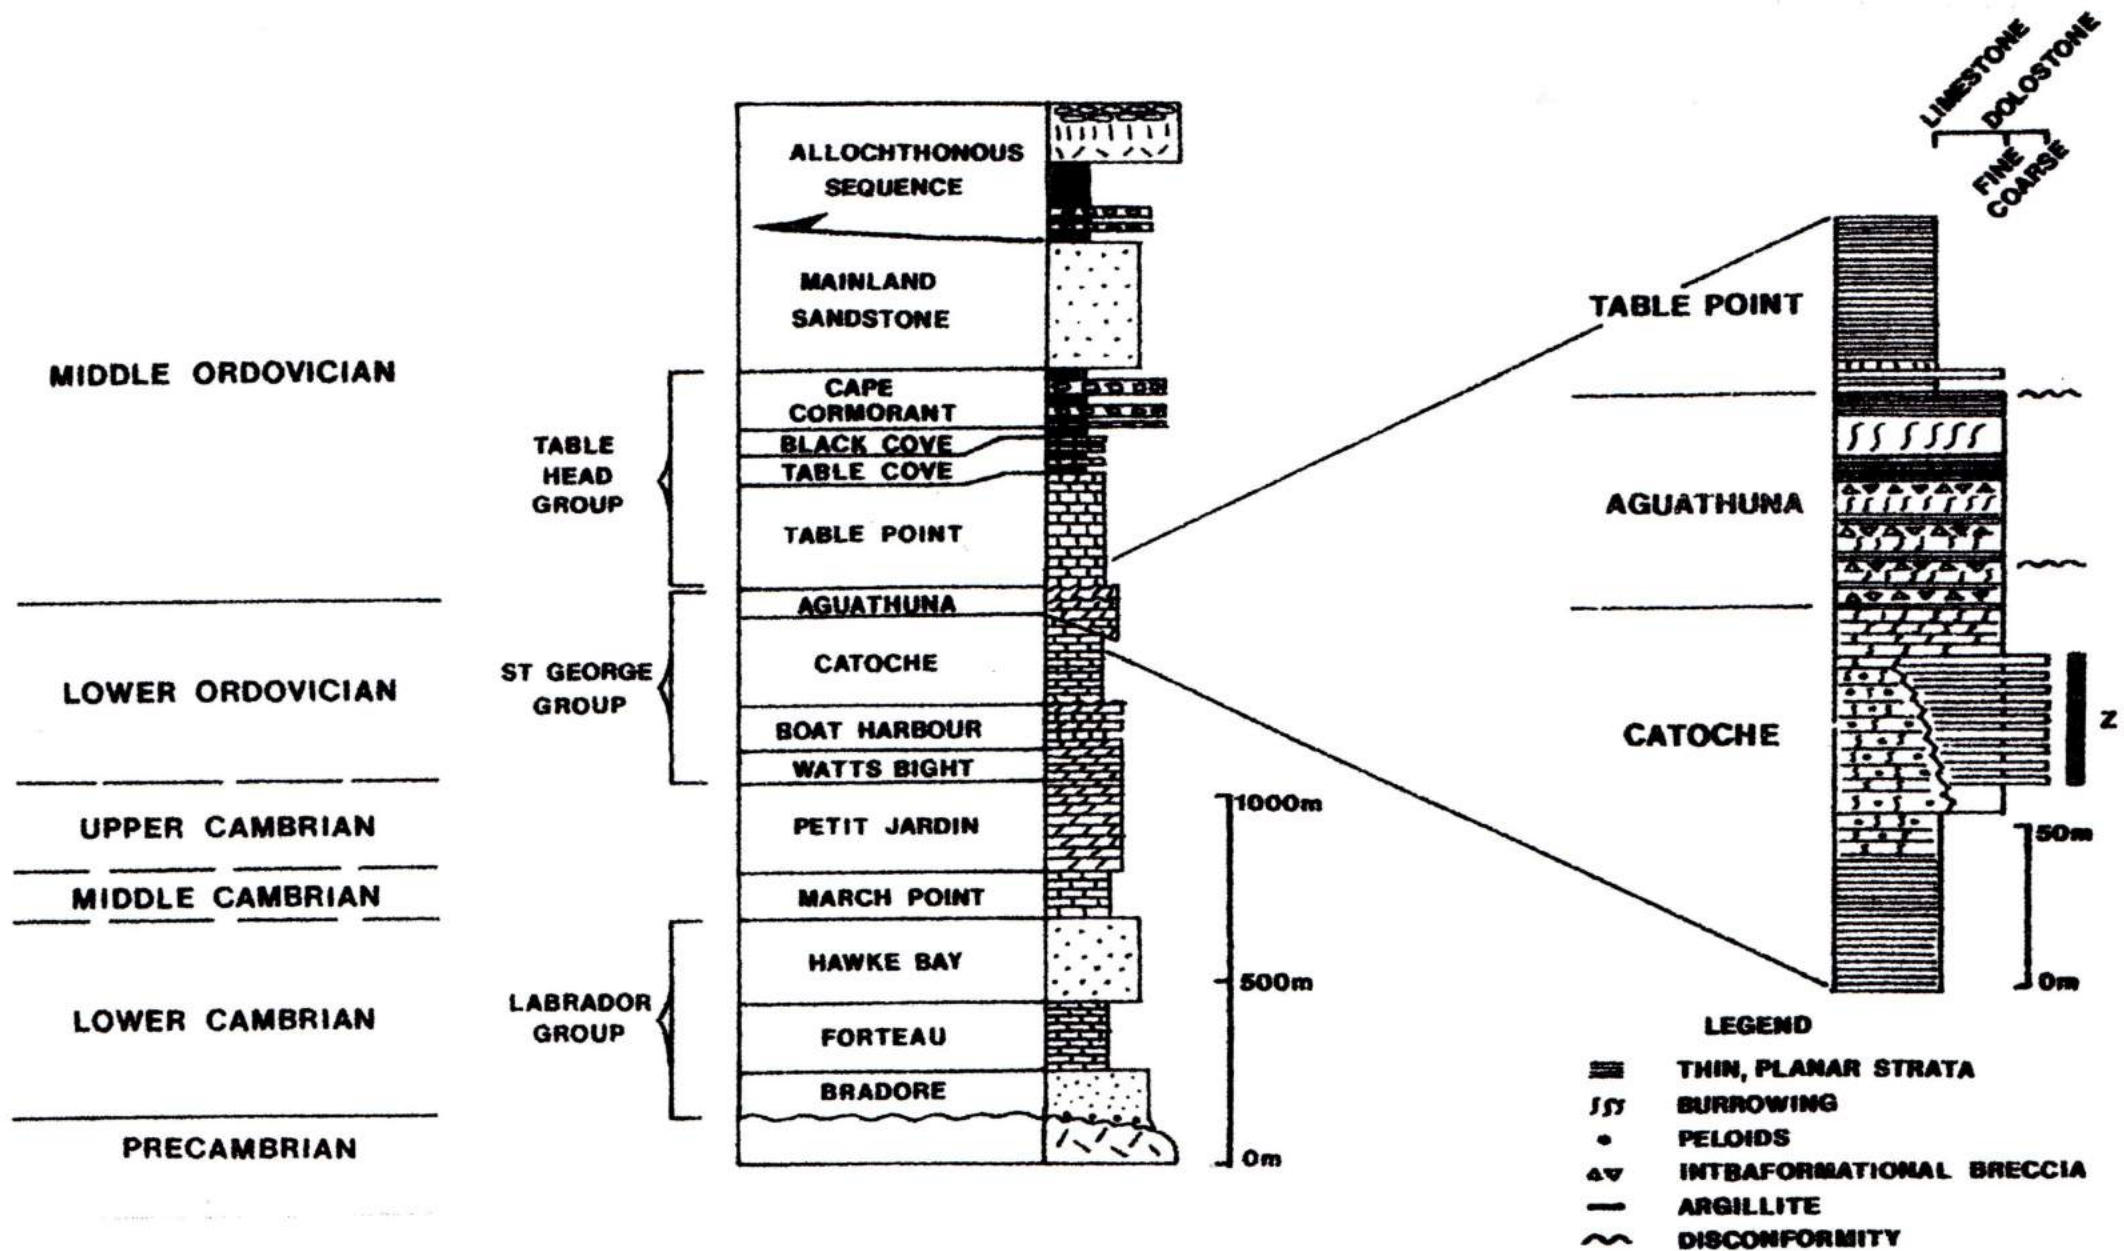 MIDDLE ORDOVICIAN
LOWER ORDOVICIAN
UPPER CAMBRIAN
MIDDLE CAMBRIAN
LOWER CAMBRIAN
PRECAMBRIAN
TABLE
HEAD
GROUP
ST GEORGE
GROUP
LABRADOR
GROUP
ALLOCHTHONOUS
SEQUENCE
MAINLAND
SANDSTONE
CAPE
CORMORANT
BLACK COVE
TABLE COVE
TABLE POINT
AGUATHUNA
CATOCHE
BOAT HARBOUR
WATTS BIGHT
PETIT JARDIN
MARCH POINT
HAWKE BAY
FORTEAU
BRADORE
1000m
500m
0m
LIMESTONE
DOLOSTONE
FINE
COARSE
TABLE POINT
AGUATHUNA
CATOCHE
Z
50m
0m
LEGEND
THIN, PLANAR STRATA
BURROWING
PELOIDS
INTRAFORMATIONAL BRECCIA
ARGILLITE
DISCONFORMITY